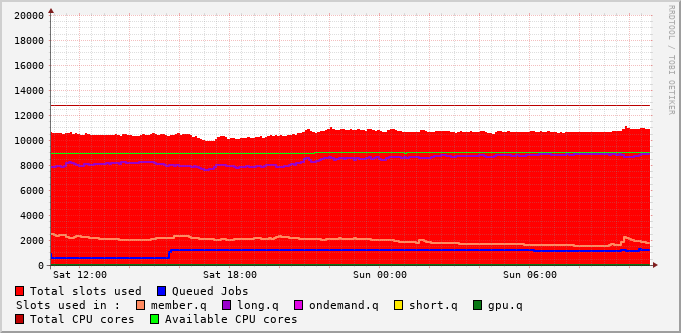 20000
18000
16000
14000
12000
10000
8000
6000
4000
2000
0
Sat 12:00 Sat 18:00 Sun 00:00 Sun 06:00
RRDTOOL / TOBI OETIKER
Total slots used Queued Jobs
Slots used in : member.q long.q ondemand.q short.q gpu.q
Total CPU cores Available CPU cores